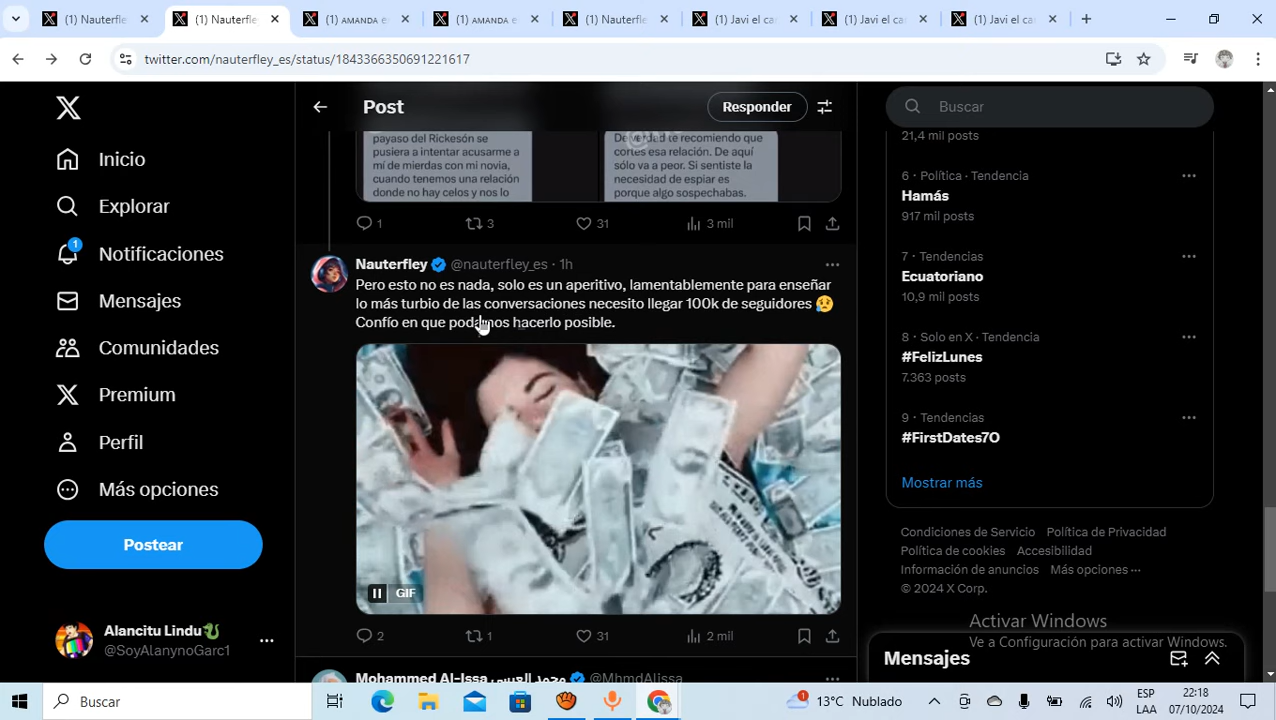 (1) Nauterfle
(1) Nauterfle
(1) AMANDA e
(1) AMANDA e
(1) Nauterfle
(1) Javi el ca
(1) Javi el ca
(1) Javi el ca
twitter.com/nauterfley_es/status/1843366350691221617
Inicio
Explorar
1
Notificaciones
Mensajes
Comunidades
Premium
Perfil
Más opciones
Postear
Alancitu Lindu
@SoyAlanynoGarc1
Post
Responder
payaso del Rickesón se
pusiera a intentar acusarme a
mí de mierdas con mi novia,
cuando tenemos una relación
donde no hay celos y nos lo
De verdad te recomiendo que
cortes esa relación. De aquí
sólo va a peor. Si sentiste la
necesidad de espiar es
porque algo sospechabas.
1 3 31 3 mil
Nauterfley @nauterfley_es · 1h
Pero esto no es nada, solo es un aperitivo, lamentablemente para enseñar
lo más turbio de las conversaciones necesito llegar 100k de seguidores 😥
Confío en que podamos hacerlo posible.
GIF
2 1 31 2 mil
Mohammed Al-Issa @MhmdAlissa
Buscar
21,4 mil posts
6 · Política · Tendencia
Hamás
917 mil posts
7 · Tendencias
Ecuatoriano
10,9 mil posts
8 · Solo en X · Tendencia
#FelizLunes
7.363 posts
9 · Tendencias
#FirstDates7O
Mostrar más
Condiciones de Servicio Política de Privacidad
Política de cookies Accesibilidad
Información de anuncios Más opciones ···
© 2024 X Corp.
Activar Windows
Ve a Configuración para activar Windows.
Mensajes
Buscar
1
13°C Nublado
ESP
LAA
22:18
07/10/2024